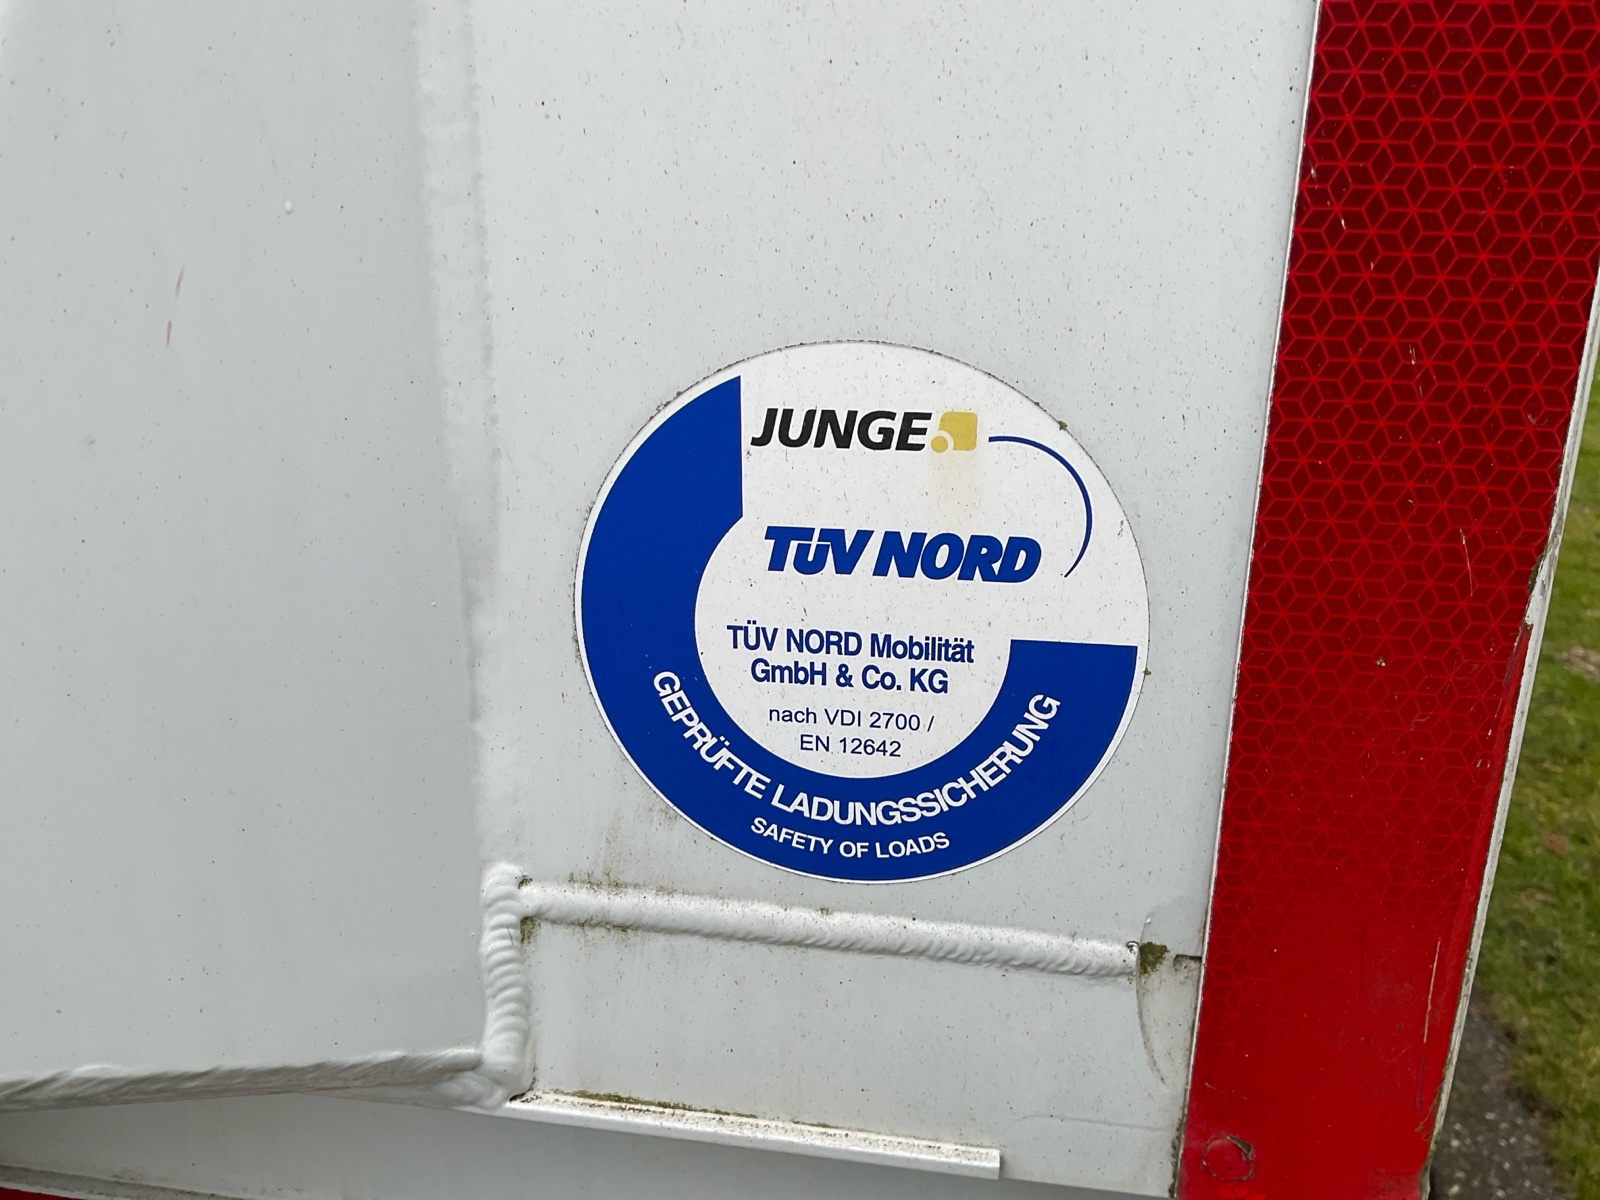 JUNGE
TÜV NORD
TÜV NORD Mobilität
GmbH & Co. KG
nach VDI 2700 /
EN 12642
GEPRÜFTE LADUNGSSICHERUNG
SAFETY OF LOADS